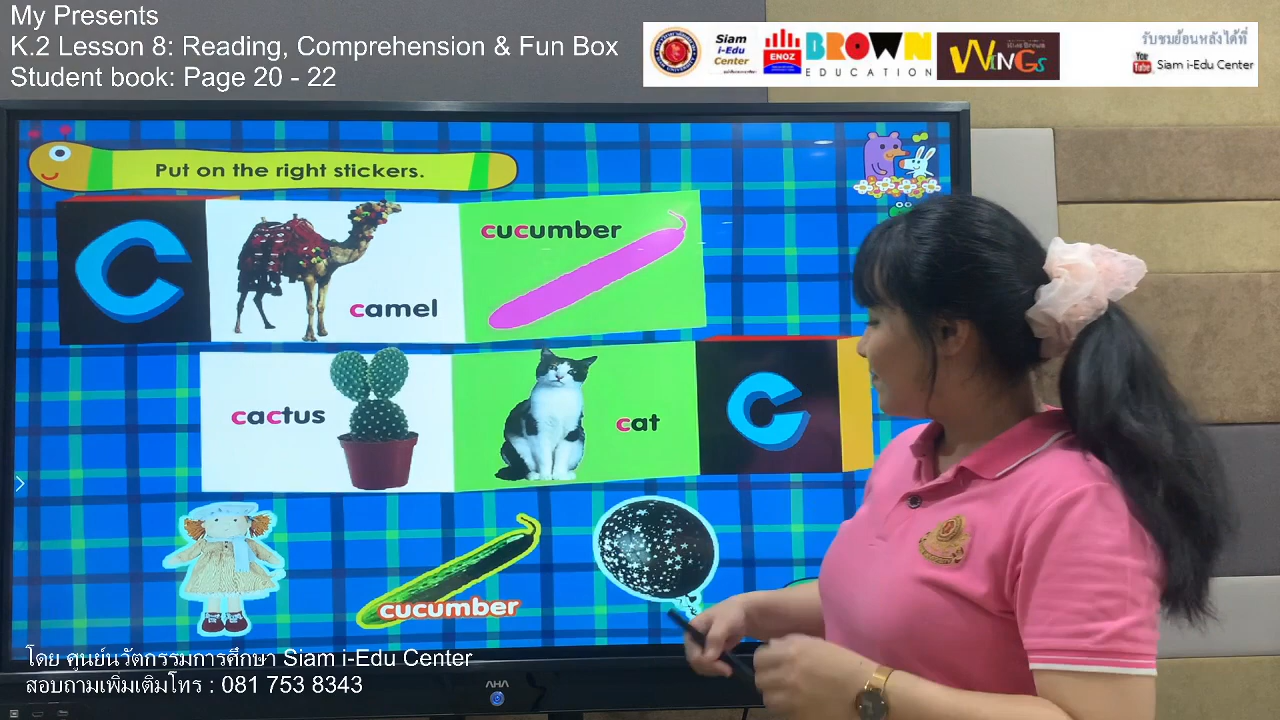 My Presents
K.2 Lesson 8: Reading, Comprehension & Fun Box
Student book: Page 20 - 22
Siam
i-Edu
Center
ENOZ
BROWN
EDUCATION
WINGS
รับชมย้อนหลังได้ที่
You Tube Siam i-Edu Center
Put on the right stickers.
C
camel
cucumber
cactus
cat
C
cucumber
โดย ศูนย์นวัตกรรมการศึกษา Siam i-Edu Center
สอบถามเพิ่มเติมโทร : 081 753 8343
AHA